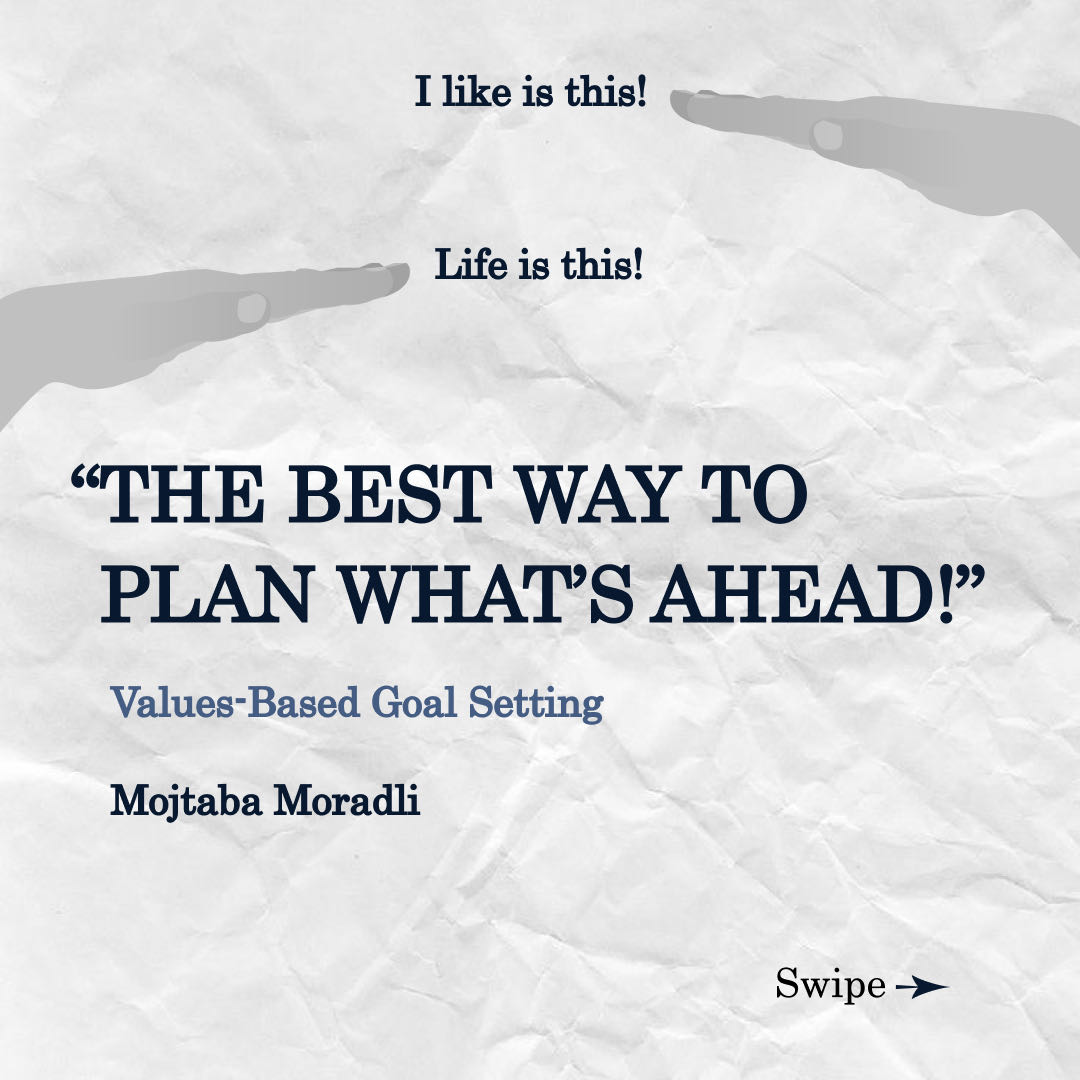 I like is this!
Life is this!
“THE BEST WAY TO
PLAN WHAT’S AHEAD!”
Values-Based Goal Setting
Mojtaba Moradli
Swipe